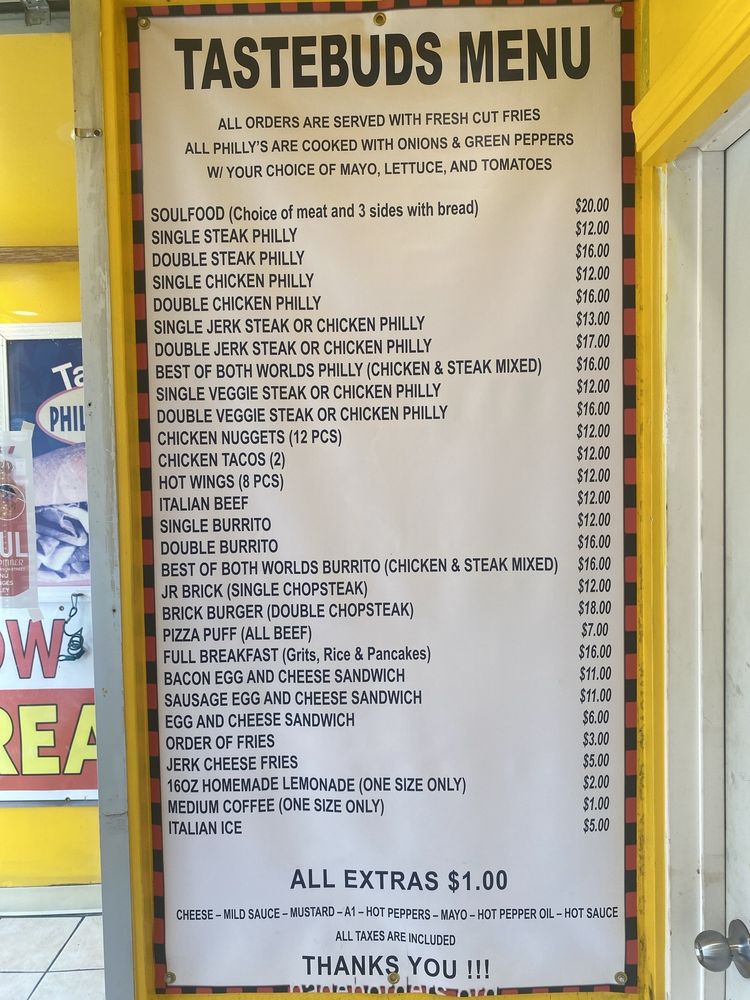 TASTEBUDS MENU
ALL ORDERS ARE SERVED WITH FRESH CUT FRIES
ALL PHILLY'S ARE COOKED WITH ONIONS & GREEN PEPPERS
W/ YOUR CHOICE OF MAYO, LETTUCE, AND TOMATOES
SOULFOOD (Choice of meat and 3 sides with bread) $20.00
SINGLE STEAK PHILLY $12.00
DOUBLE STEAK PHILLY $16.00
SINGLE CHICKEN PHILLY $12.00
DOUBLE CHICKEN PHILLY $16.00
SINGLE JERK STEAK OR CHICKEN PHILLY $13.00
DOUBLE JERK STEAK OR CHICKEN PHILLY $17.00
BEST OF BOTH WORLDS PHILLY (CHICKEN & STEAK MIXED) $16.00
SINGLE VEGGIE STEAK OR CHICKEN PHILLY $12.00
DOUBLE VEGGIE STEAK OR CHICKEN PHILLY $16.00
CHICKEN NUGGETS (12 PCS) $12.00
CHICKEN TACOS (2) $12.00
HOT WINGS (8 PCS) $12.00
ITALIAN BEEF $12.00
SINGLE BURRITO $12.00
DOUBLE BURRITO $16.00
BEST OF BOTH WORLDS BURRITO (CHICKEN & STEAK MIXED) $16.00
JR BRICK (SINGLE CHOPSTEAK) $12.00
BRICK BURGER (DOUBLE CHOPSTEAK) $18.00
PIZZA PUFF (ALL BEEF) $7.00
FULL BREAKFAST (Grits, Rice & Pancakes) $16.00
BACON EGG AND CHEESE SANDWICH $11.00
SAUSAGE EGG AND CHEESE SANDWICH $11.00
EGG AND CHEESE SANDWICH $6.00
ORDER OF FRIES $3.00
JERK CHEESE FRIES $5.00
16OZ HOMEMADE LEMONADE (ONE SIZE ONLY) $2.00
MEDIUM COFFEE (ONE SIZE ONLY) $1.00
ITALIAN ICE $5.00
ALL EXTRAS $1.00
CHEESE – MILD SAUCE – MUSTARD – A1 – HOT PEPPERS – MAYO – HOT PEPPER OIL – HOT SAUCE
ALL TAXES ARE INCLUDED
THANKS YOU !!!
Ta
PHIL
UL
OW
REA